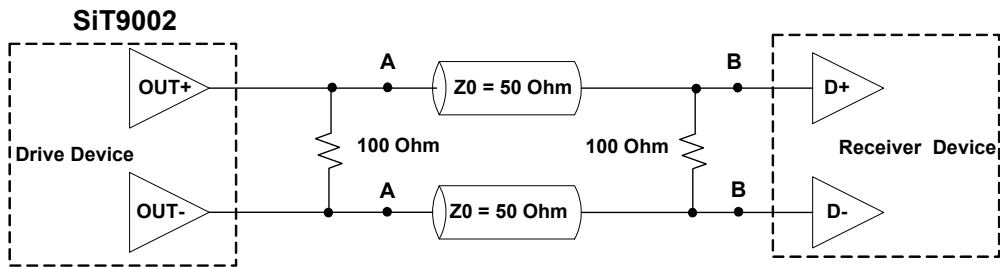 SiT9002
A
B
OUT+
Z0 = 50 Ohm
D+
Drive Device
100 Ohm
100 Ohm
Receiver Device
A
B
OUT-
Z0 = 50 Ohm
D-